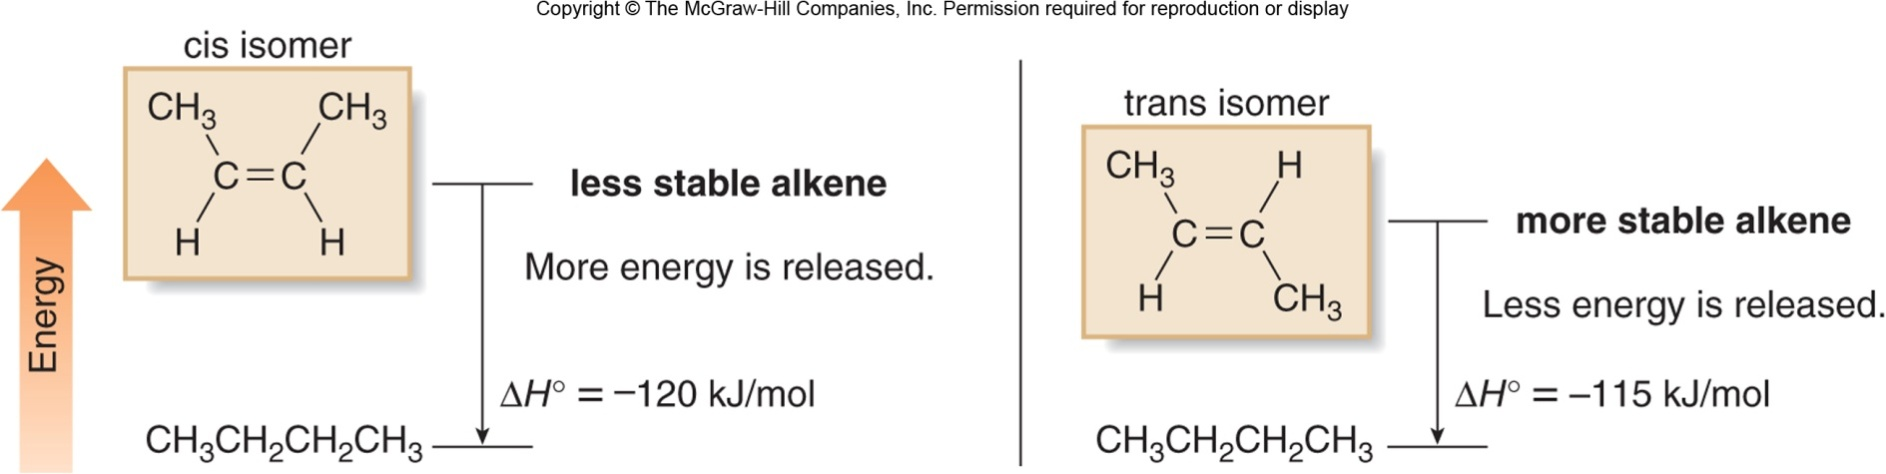 Copyright © The McGraw-Hill Companies, Inc. Permission required for reproduction or display
Energy
cis isomer
CH₃ CH₃
C=C
H H
less stable alkene
More energy is released.
ΔH° = –120 kJ/mol
CH₃CH₂CH₂CH₃
trans isomer
CH₃ H
C=C
H CH₃
more stable alkene
Less energy is released.
ΔH° = –115 kJ/mol
CH₃CH₂CH₂CH₃